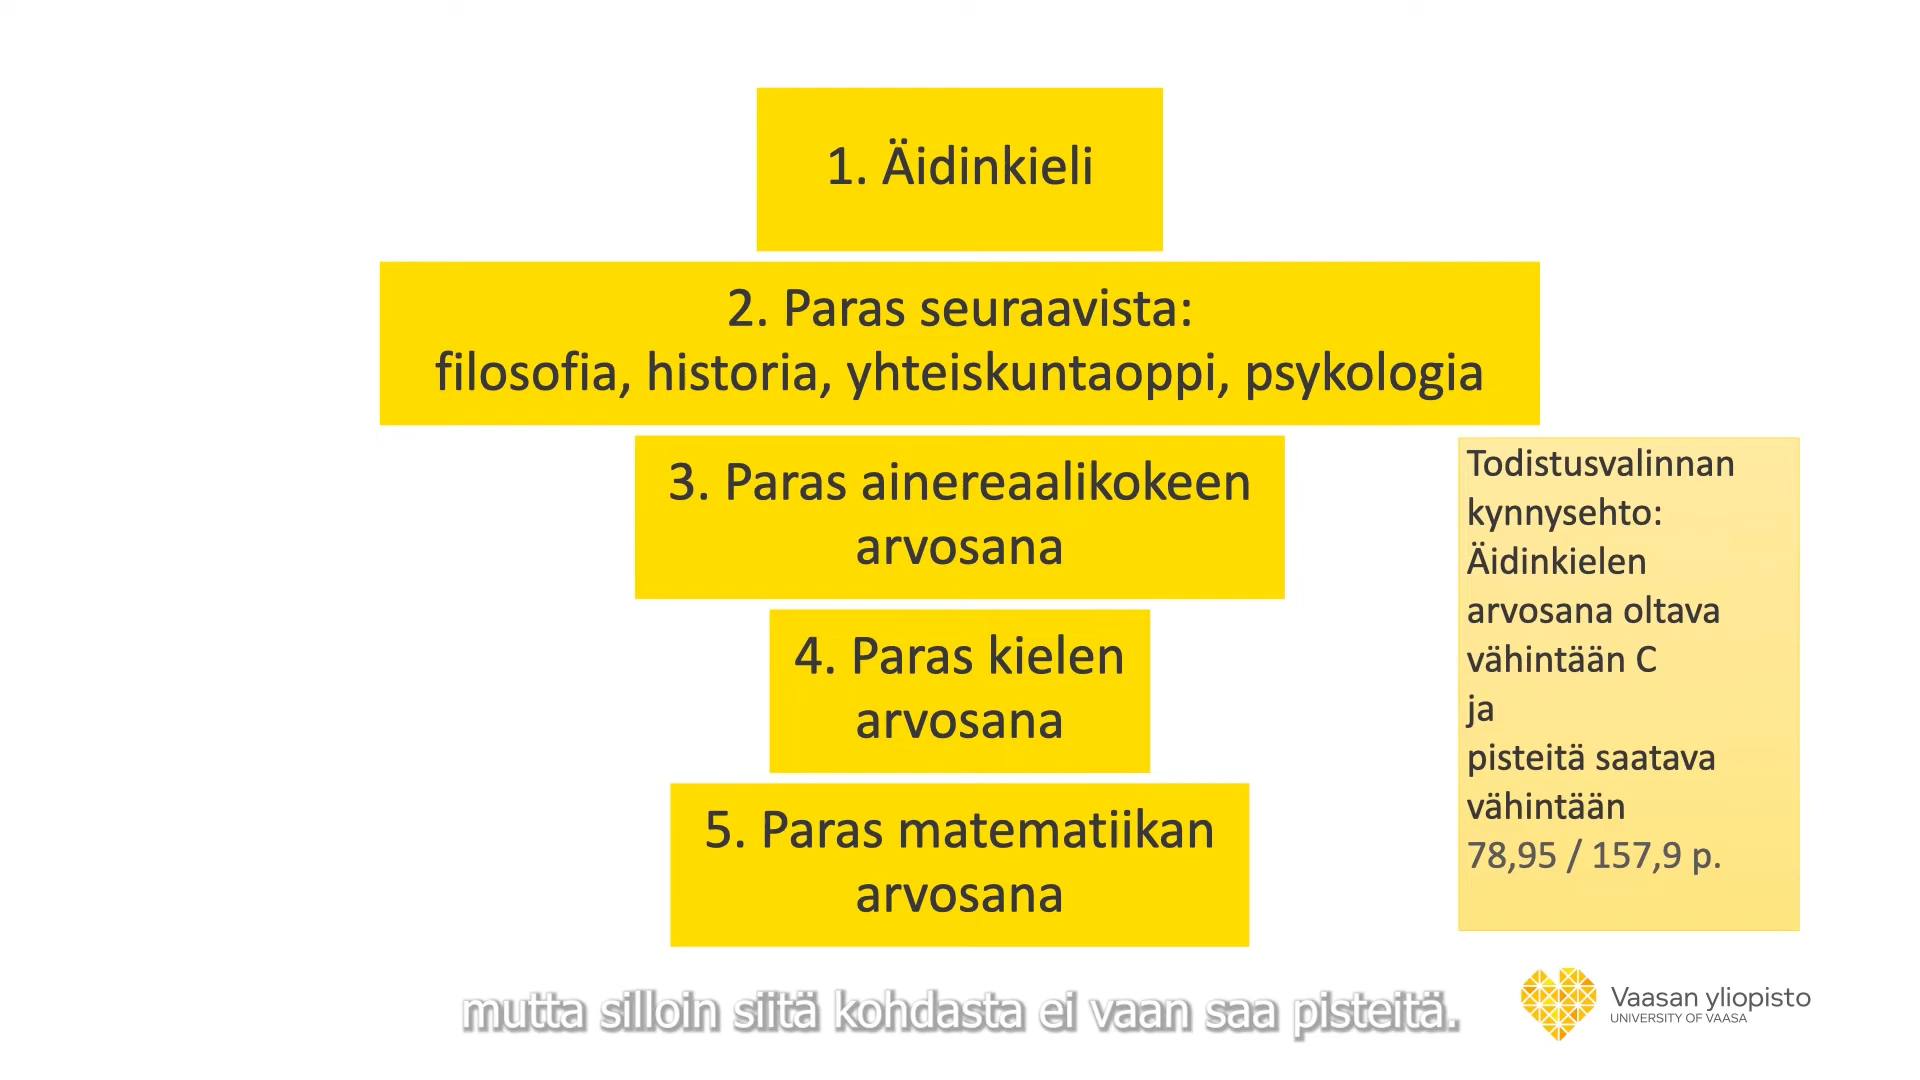 1. Äidinkieli
2. Paras seuraavista:
filosofia, historia, yhteiskuntaoppi, psykologia
3. Paras ainereaalikokeen
arvosana
4. Paras kielen
arvosana
5. Paras matematiikan
arvosana
Todistusvalinnan
kynnysehto:
Äidinkielen
arvosana oltava
vähintään C
ja
pisteitä saatava
vähintään
78,95 / 157,9 p.
mutta silloin siitä kohdasta ei vaan saa pisteitä.
Vaasan yliopisto
UNIVERSITY OF VAASA